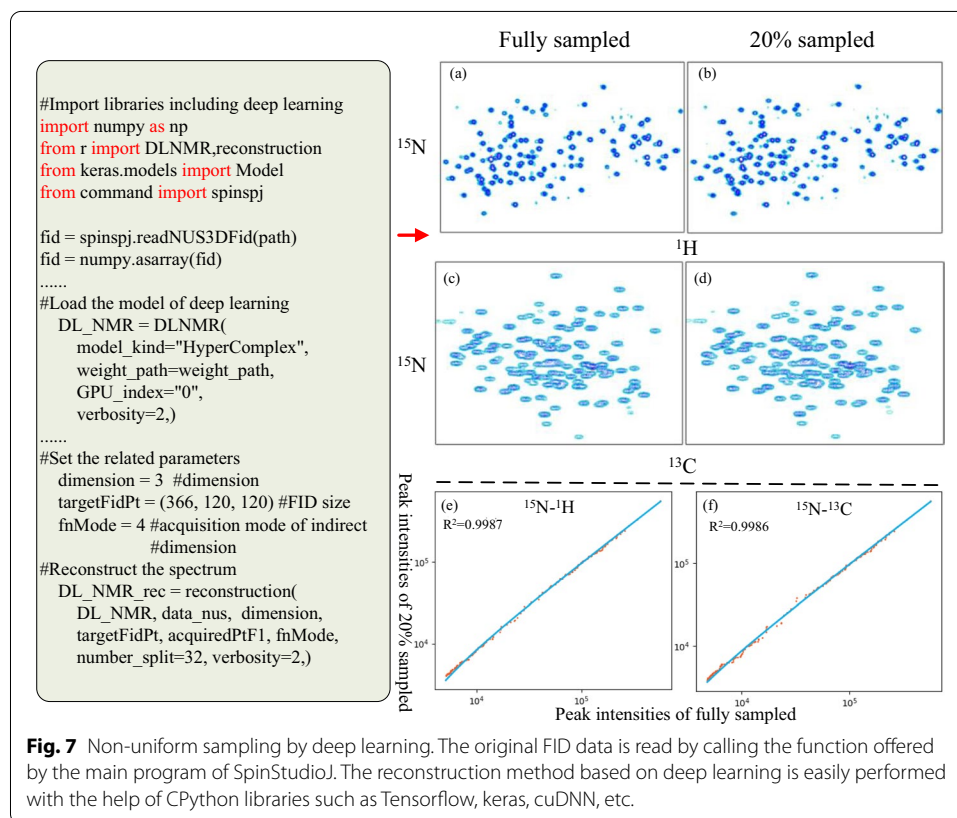 #Import libraries including deep learning
import numpy as np
from r import DLNMR,reconstruction
from keras.models import Model
from command import spinspj
fid = spinspj.readNUS3DFid(path)
fid = numpy.asarray(fid)
......
#Load the model of deep learning
DL_NMR = DLNMR(
model_kind="HyperComplex",
weight_path=weight_path,
GPU_index="0",
verbosity=2,)
......
#Set the related parameters
dimension = 3 #dimension
targetFidPt = (366, 120, 120) #FID size
fnMode = 4 #acquisition mode of indirect
#dimension
#Reconstruct the spectrum
DL_NMR_rec = reconstruction(
DL_NMR, data_nus, dimension,
targetFidPt, acquiredPtF1, fnMode,
number_split=32, verbosity=2,)
Fully sampled
20% sampled
(a)
(b)
¹⁵N
¹H
(c)
(d)
¹⁵N
¹³C
Peak intensities
of 20% sampled
(e)
¹⁵N-¹H
R²=0.9987
10⁵
10⁴
10⁴
10⁵
(f)
¹⁵N-¹³C
R²=0.9986
10⁵
10⁴
10⁴
10⁵
Peak intensities of fully sampled
Fig. 7 Non-uniform sampling by deep learning. The original FID data is read by calling the function offered
by the main program of SpinStudioJ. The reconstruction method based on deep learning is easily performed
with the help of CPython libraries such as Tensorflow, keras, cuDNN, etc.